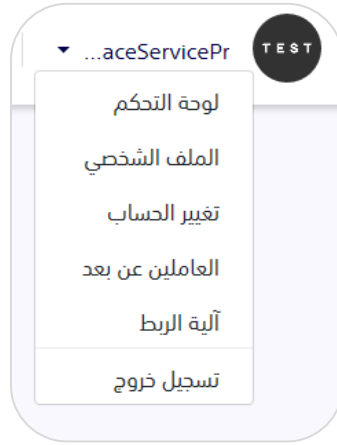 TEST
...aceServicePr
لوحة التحكم
الملف الشخصي
تغيير الحساب
العاملين عن بعد
آلية الربط
تسجيل خروج